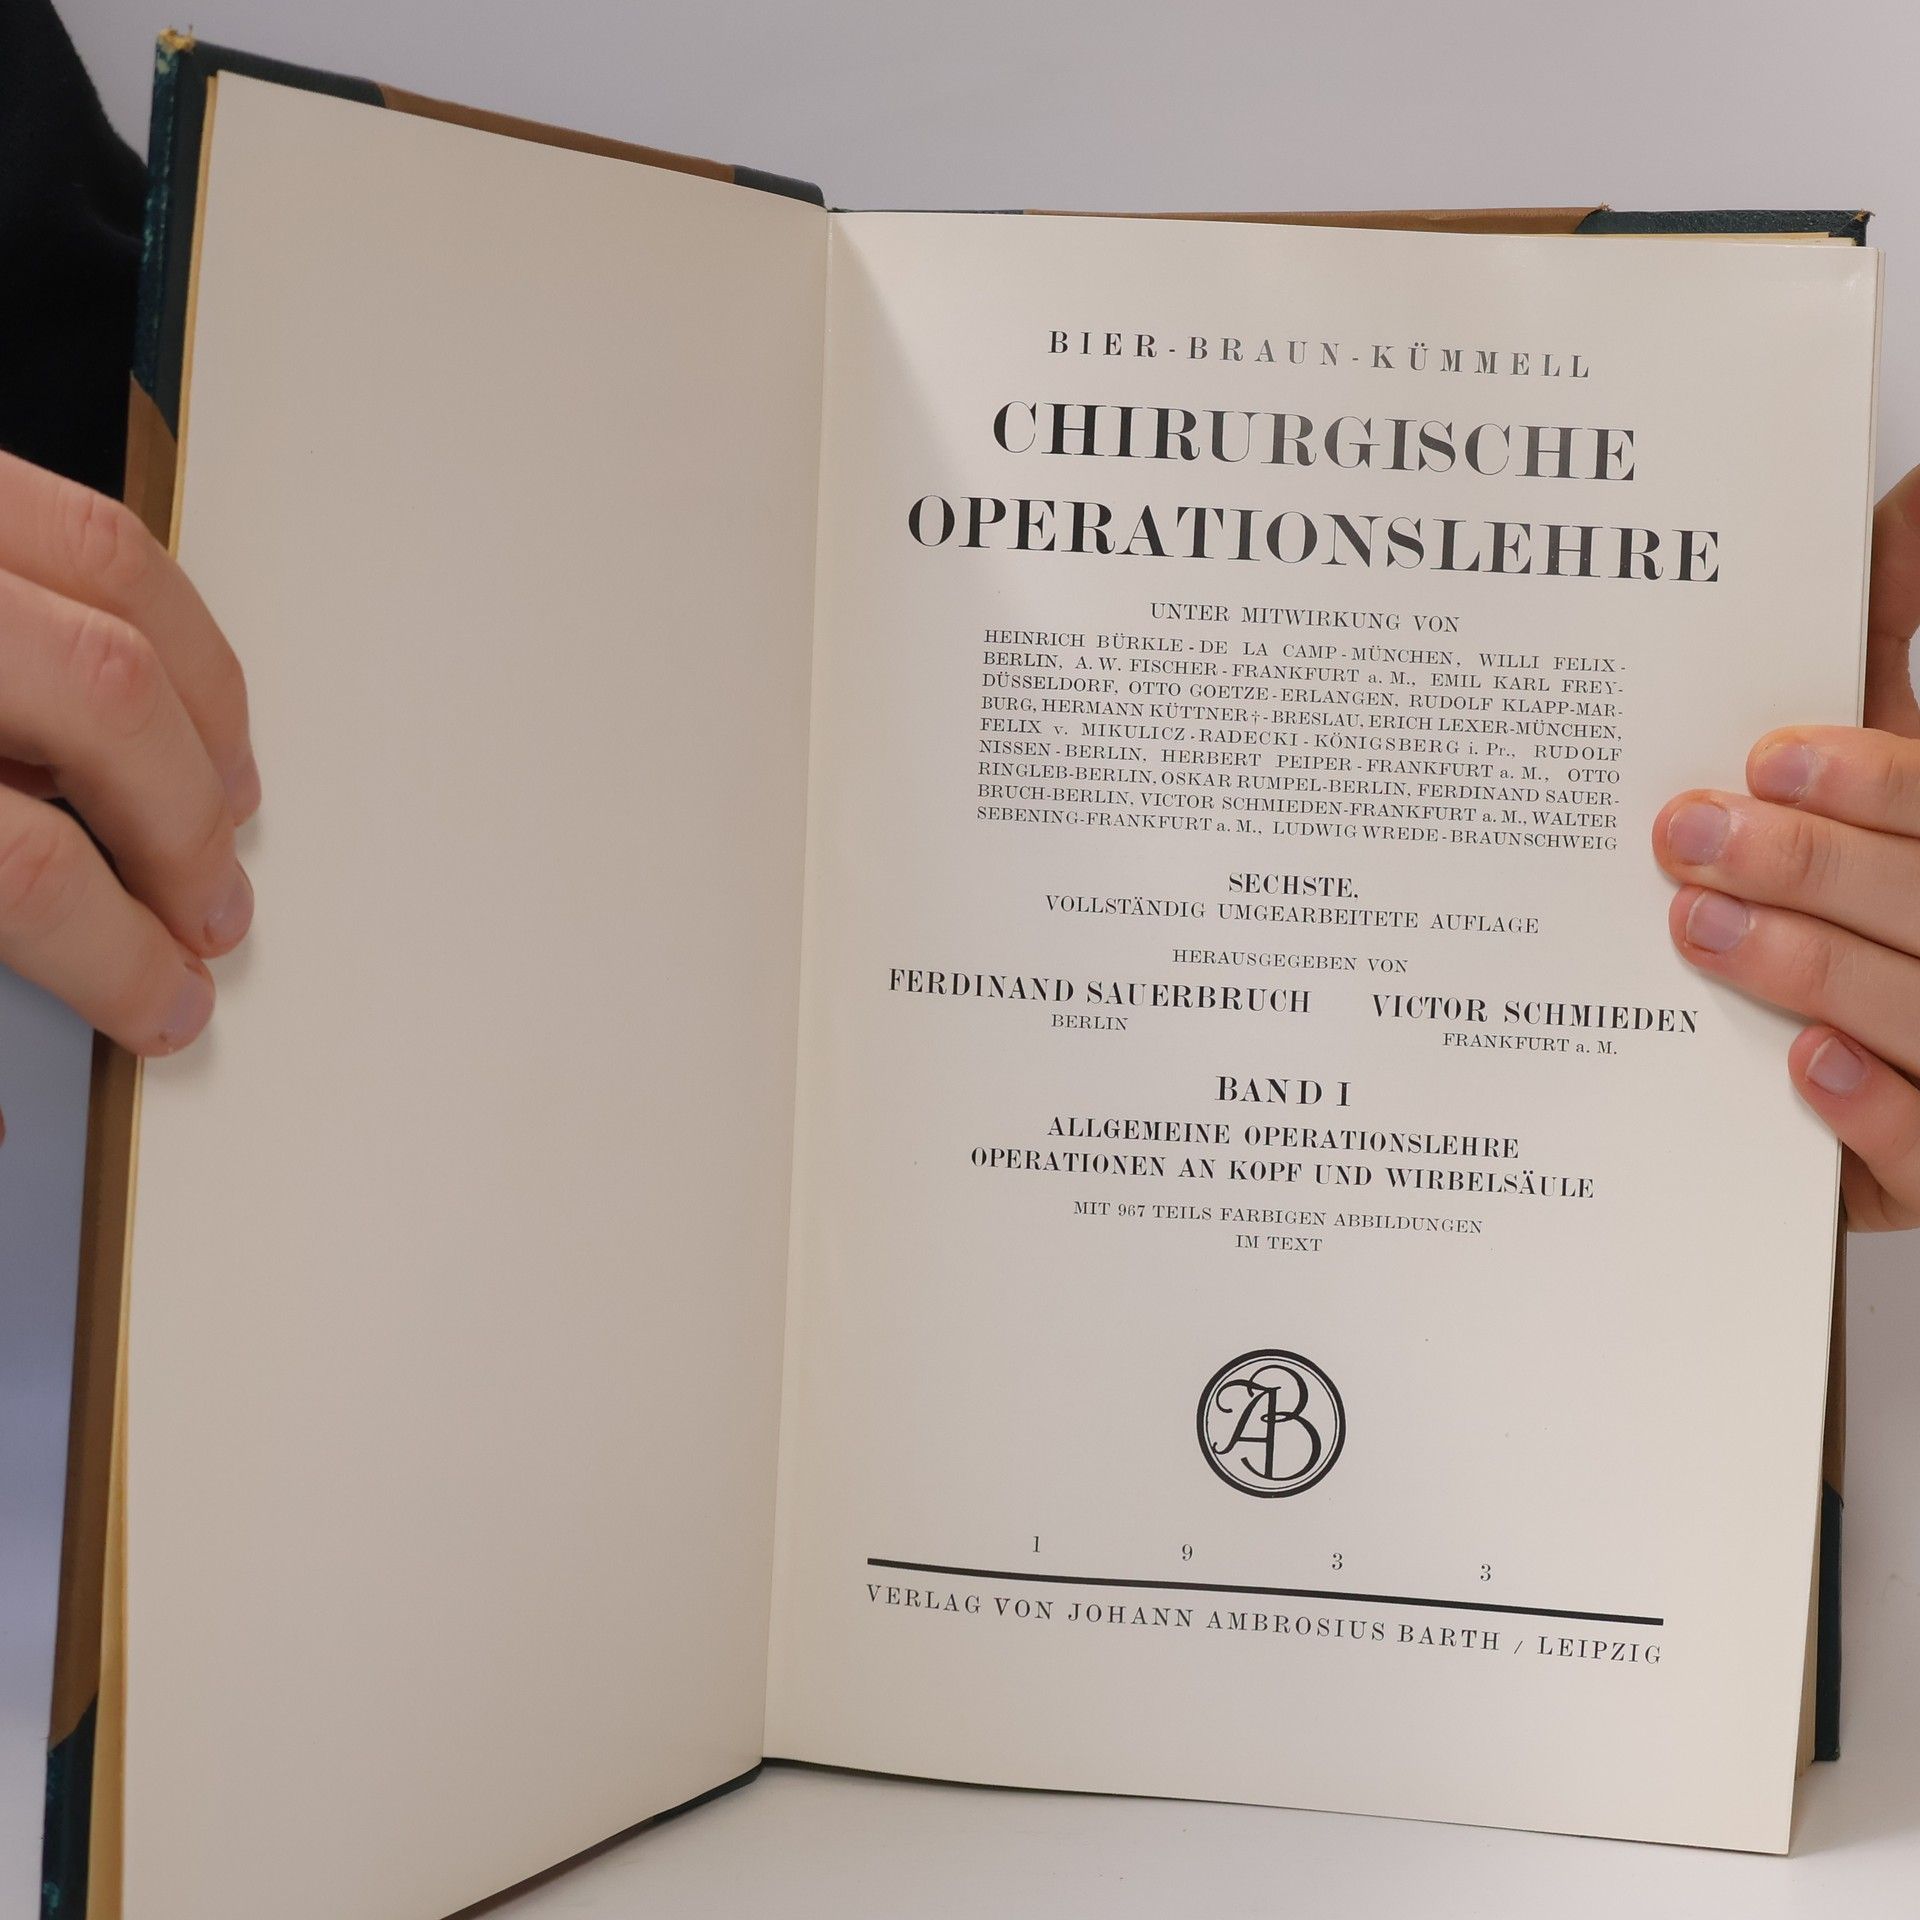 BIER-BRAUN-KÜMMELL
CHIRURGISCHE
OPERATIONSLEHRE
UNTER MITWIRKUNG VON
HEINRICH BÜRKLE-DE LA CAMP-MÜNCHEN, WILLI FELIX-
BERLIN, A. W. FISCHER-FRANKFURT a. M., EMIL KARL FREY-
DÜSSELDORF, OTTO GOETZE-ERLANGEN, RUDOLF KLAPP-MAR-
BURG, HERMANN KÜTTNER†-BRESLAU, ERICH LEXER-MÜNCHEN,
FELIX v. MIKULICZ-RADECKI-KÖNIGSBERG i. Pr., RUDOLF
NISSEN-BERLIN, HERBERT PEIPER-FRANKFURT a. M., OTTO
RINGLEB-BERLIN, OSKAR RUMPEL-BERLIN, FERDINAND SAUER-
BRUCH-BERLIN, VICTOR SCHMIEDEN-FRANKFURT a. M., WALTER
SEBENING-FRANKFURT a. M., LUDWIG WREDE-BRAUNSCHWEIG
SECHSTE,
VOLLSTÄNDIG UMGEARBEITETE AUFLAGE
HERAUSGEGEBEN VON
FERDINAND SAUERBRUCH VICTOR SCHMIEDEN
BERLIN FRANKFURT a. M.
BAND I
ALLGEMEINE OPERATIONSLEHRE
OPERATIONEN AN KOPF UND WIRBELSÄULE
MIT 967 TEILS FARBIGEN ABBILDUNGEN
IM TEXT
AB
1 9 3 3
VERLAG VON JOHANN AMBROSIUS BARTH / LEIPZIG